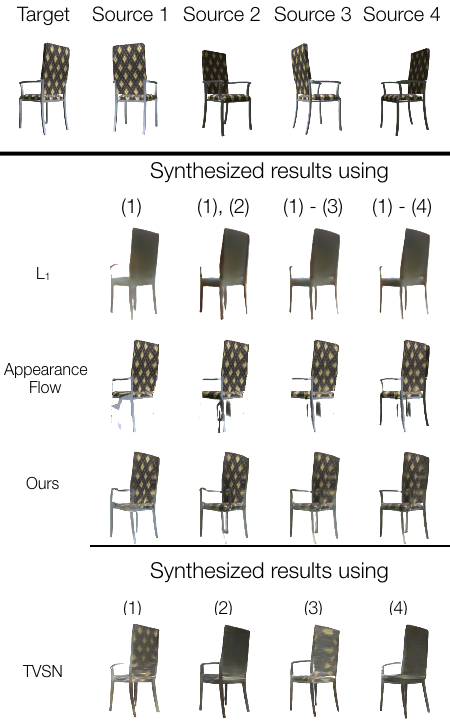 Target Source 1 Source 2 Source 3 Source 4
Synthesized results using
(1) (1), (2) (1) - (3) (1) - (4)
L₁
Appearance
Flow
Ours
Synthesized results using
(1) (2) (3) (4)
TVSN